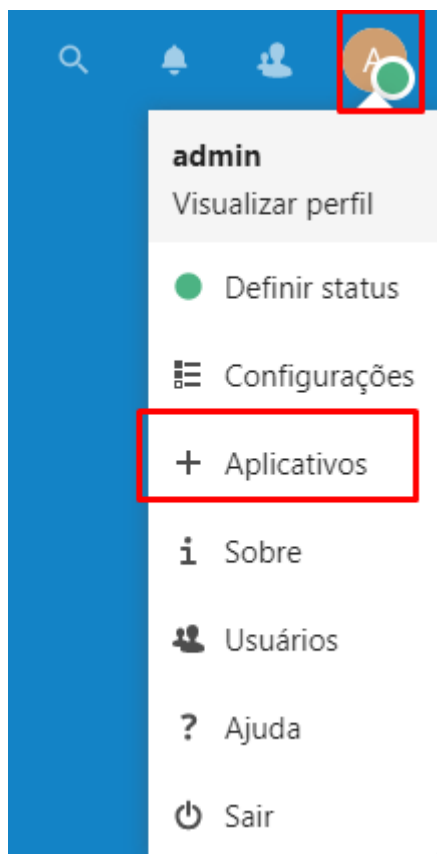 A
admin
Visualizar perfil
Definir status
Configurações
Aplicativos
Sobre
Usuários
Ajuda
Sair